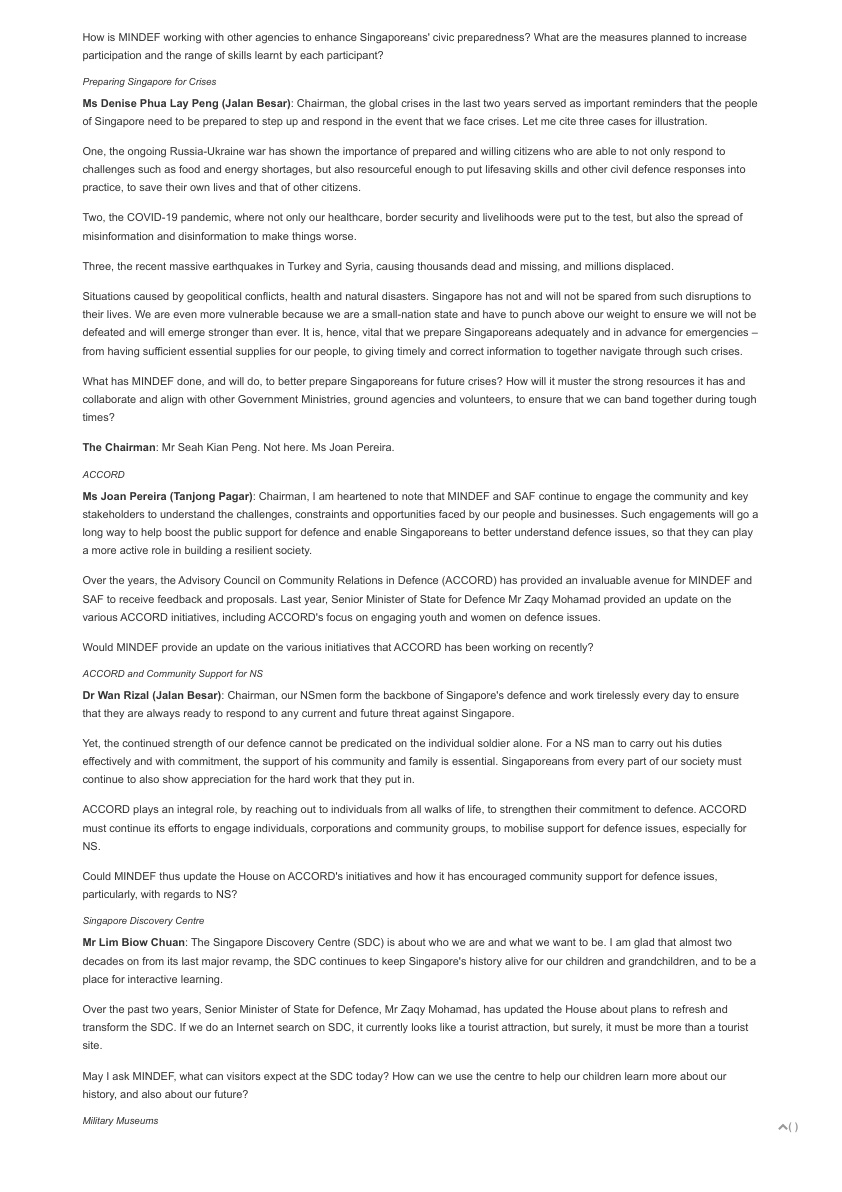 How is MINDEF working with other agencies to enhance Singaporeans' civic preparedness? What are the measures planned to increase
participation and the range of skills learnt by each participant?
Preparing Singapore for Crises
Ms Denise Phua Lay Peng (Jalan Besar): Chairman, the global crises in the last two years served as important reminders that the people
of Singapore need to be prepared to step up and respond in the event that we face crises. Let me cite three cases for illustration.
One, the ongoing Russia-Ukraine war has shown the importance of prepared and willing citizens who are able to not only respond to
challenges such as food and energy shortages, but also resourceful enough to put lifesaving skills and other civil defence responses into
practice, to save their own lives and that of other citizens.
Two, the COVID-19 pandemic, where not only our healthcare, border security and livelihoods were put to the test, but also the spread of
misinformation and disinformation to make things worse.
Three, the recent massive earthquakes in Turkey and Syria, causing thousands dead and missing, and millions displaced.
Situations caused by geopolitical conflicts, health and natural disasters. Singapore has not and will not be spared from such disruptions to
their lives. We are even more vulnerable because we are a small-nation state and have to punch above our weight to ensure we will not be
defeated and will emerge stronger than ever. It is, hence, vital that we prepare Singaporeans adequately and in advance for emergencies –
from having sufficient essential supplies for our people, to giving timely and correct information to together navigate through such crises.
What has MINDEF done, and will do, to better prepare Singaporeans for future crises? How will it muster the strong resources it has and
collaborate and align with other Government Ministries, ground agencies and volunteers, to ensure that we can band together during tough
times?
The Chairman: Mr Seah Kian Peng. Not here. Ms Joan Pereira.
ACCORD
Ms Joan Pereira (Tanjong Pagar): Chairman, I am heartened to note that MINDEF and SAF continue to engage the community and key
stakeholders to understand the challenges, constraints and opportunities faced by our people and businesses. Such engagements will go a
long way to help boost the public support for defence and enable Singaporeans to better understand defence issues, so that they can play
a more active role in building a resilient society.
Over the years, the Advisory Council on Community Relations in Defence (ACCORD) has provided an invaluable avenue for MINDEF and
SAF to receive feedback and proposals. Last year, Senior Minister of State for Defence Mr Zaqy Mohamad provided an update on the
various ACCORD initiatives, including ACCORD's focus on engaging youth and women on defence issues.
Would MINDEF provide an update on the various initiatives that ACCORD has been working on recently?
ACCORD and Community Support for NS
Dr Wan Rizal (Jalan Besar): Chairman, our NSmen form the backbone of Singapore's defence and work tirelessly every day to ensure
that they are always ready to respond to any current and future threat against Singapore.
Yet, the continued strength of our defence cannot be predicated on the individual soldier alone. For a NS man to carry out his duties
effectively and with commitment, the support of his community and family is essential. Singaporeans from every part of our society must
continue to also show appreciation for the hard work that they put in.
ACCORD plays an integral role, by reaching out to individuals from all walks of life, to strengthen their commitment to defence. ACCORD
must continue its efforts to engage individuals, corporations and community groups, to mobilise support for defence issues, especially for
NS.
Could MINDEF thus update the House on ACCORD's initiatives and how it has encouraged community support for defence issues,
particularly, with regards to NS?
Singapore Discovery Centre
Mr Lim Biow Chuan: The Singapore Discovery Centre (SDC) is about who we are and what we want to be. I am glad that almost two
decades on from its last major revamp, the SDC continues to keep Singapore's history alive for our children and grandchildren, and to be a
place for interactive learning.
Over the past two years, Senior Minister of State for Defence, Mr Zaqy Mohamad, has updated the House about plans to refresh and
transform the SDC. If we do an Internet search on SDC, it currently looks like a tourist attraction, but surely, it must be more than a tourist
site.
May I ask MINDEF, what can visitors expect at the SDC today? How can we use the centre to help our children learn more about our
history, and also about our future?
Military Museums
( )